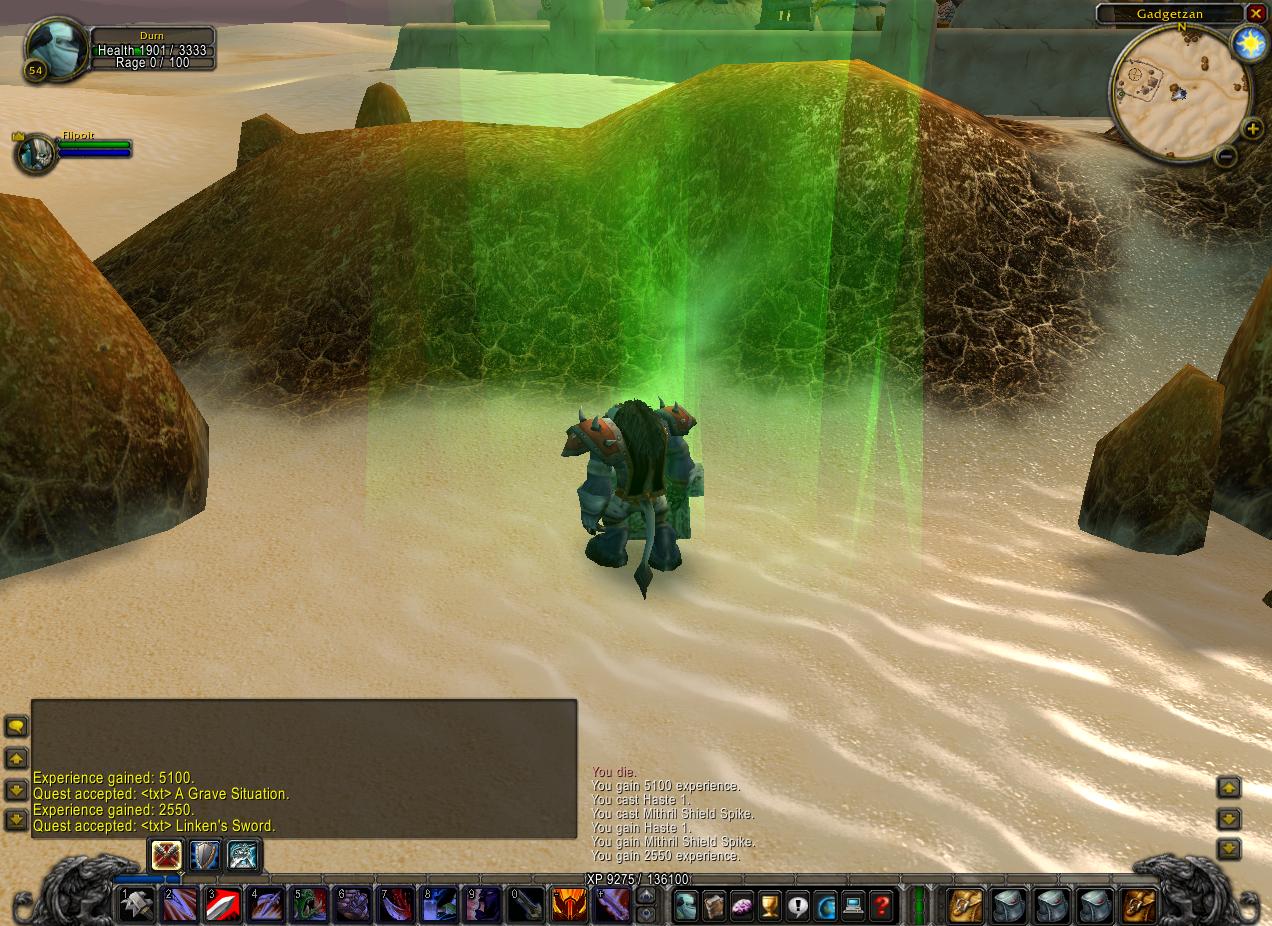 Durn
Health 1901 / 3333
Rage 0 / 100
54
Flippit
Gadgetzan
N
Experience gained: 5100.
Quest accepted: <txt> A Grave Situation.
Experience gained: 2550.
Quest accepted: <txt> Linken's Sword.
You die.
You gain 5100 experience.
You cast Haste 1.
You cast Mithril Shield Spike.
You gain Haste 1.
You gain Mithril Shield Spike.
You gain 2550 experience.
XP 9275 / 136100
1 2 3 4 5 6 7 8 9 0 - +